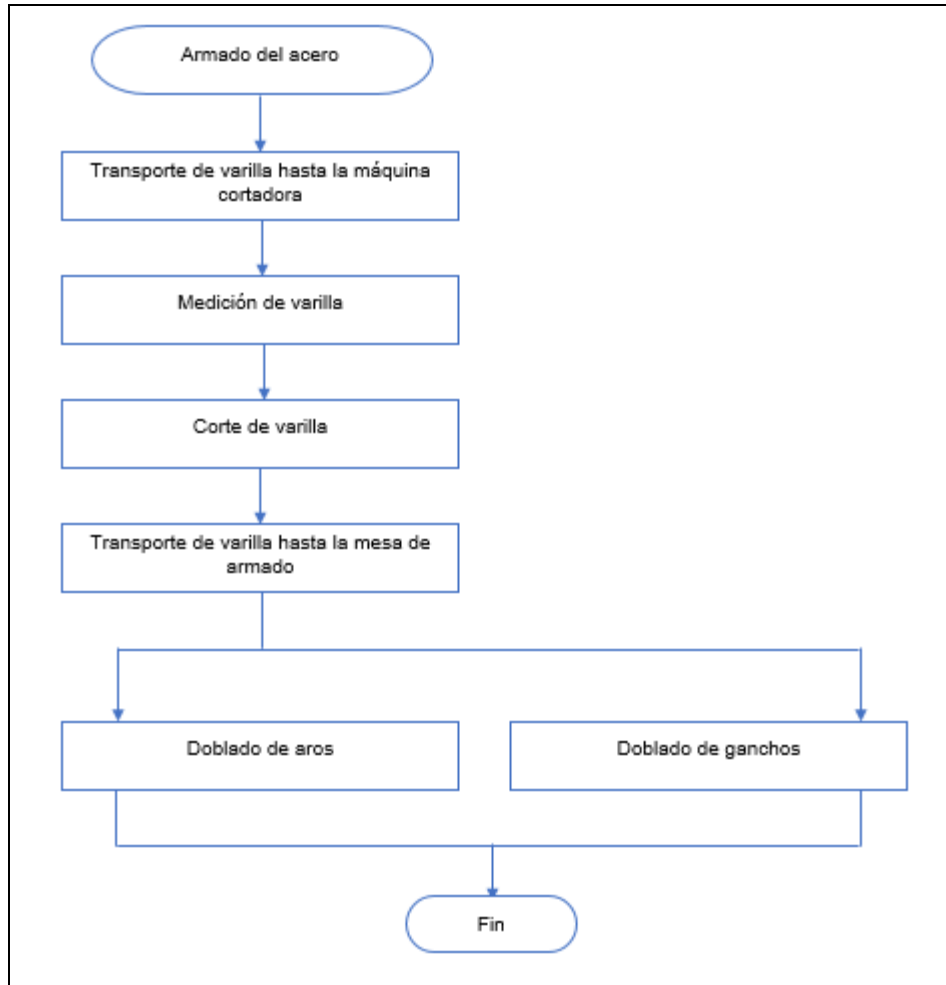 Armado del acero
Transporte de varilla hasta la máquina
cortadora
Medición de varilla
Corte de varilla
Transporte de varilla hasta la mesa de
armado
Doblado de aros
Doblado de ganchos
Fin